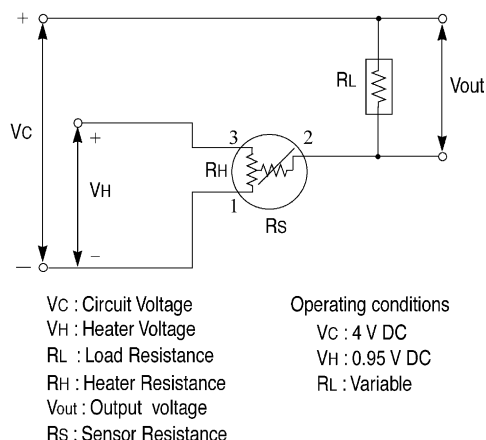 +
RL
Vout
VC
+
3
2
RH
VH
1
RS
−
−
VC : Circuit Voltage
VH : Heater Voltage
RL : Load Resistance
RH : Heater Resistance
Vout : Output voltage
RS : Sensor Resistance
Operating conditions
VC : 4 V DC
VH : 0.95 V DC
RL : Variable